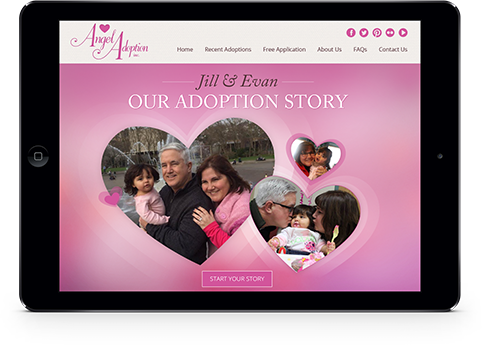 Angel
Adoption
INC.
Home Recent Adoptions Free Application About Us FAQs Contact Us
Jill & Evan
OUR ADOPTION STORY
START YOUR STORY